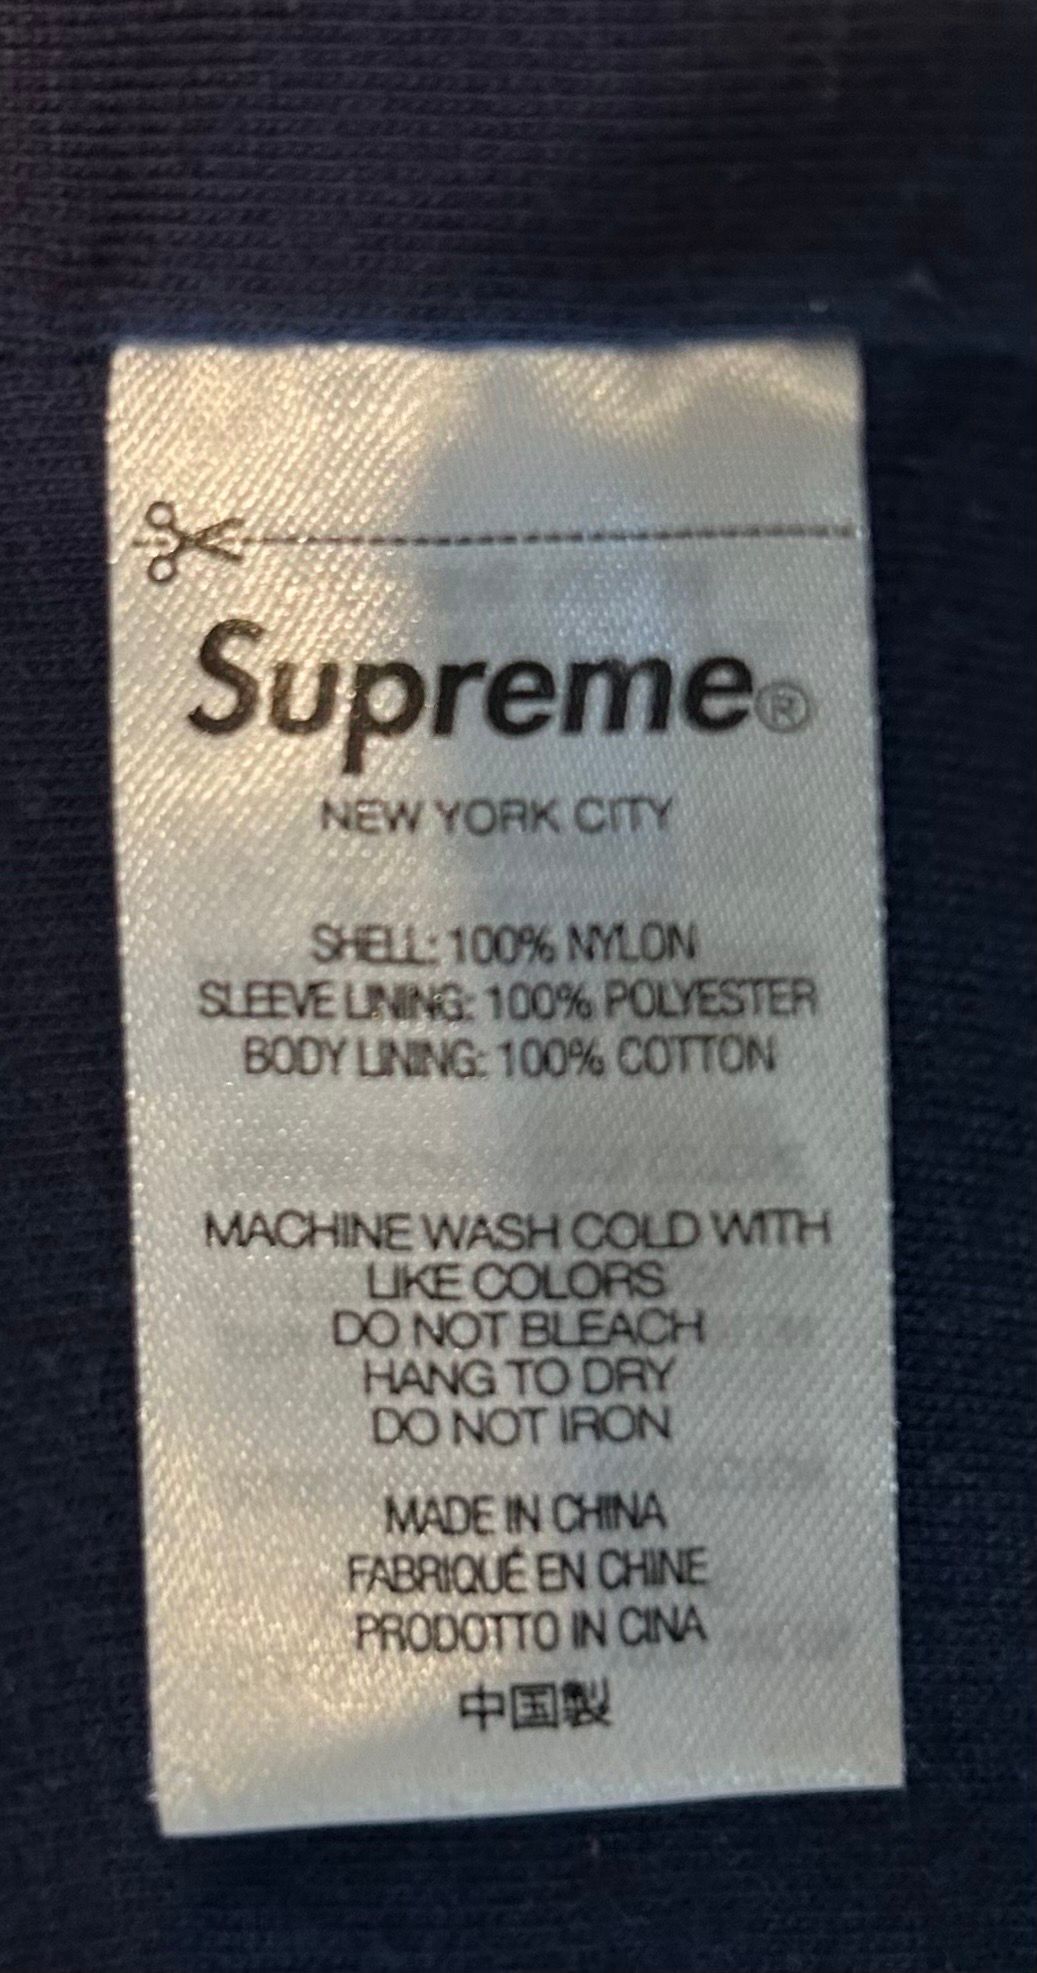 Supreme®
NEW YORK CITY
SHELL: 100% NYLON
SLEEVE LINING: 100% POLYESTER
BODY LINING: 100% COTTON
MACHINE WASH COLD WITH
LIKE COLORS
DO NOT BLEACH
HANG TO DRY
DO NOT IRON
MADE IN CHINA
FABRIQUÉ EN CHINE
PRODOTTO IN CINA
中国製